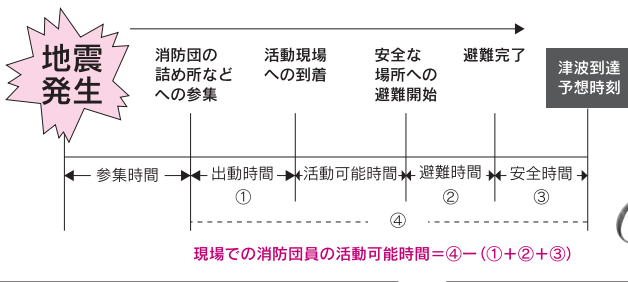 地震
発生
消防団の
詰め所など
への参集
活動現場
への到着
安全な
場所への
避難開始
避難完了
津波到達
予想時刻
参集時間
出動時間
①
活動可能時間
避難時間
②
安全時間
③
④
現場での消防団員の活動可能時間＝④ー（①＋②＋③）